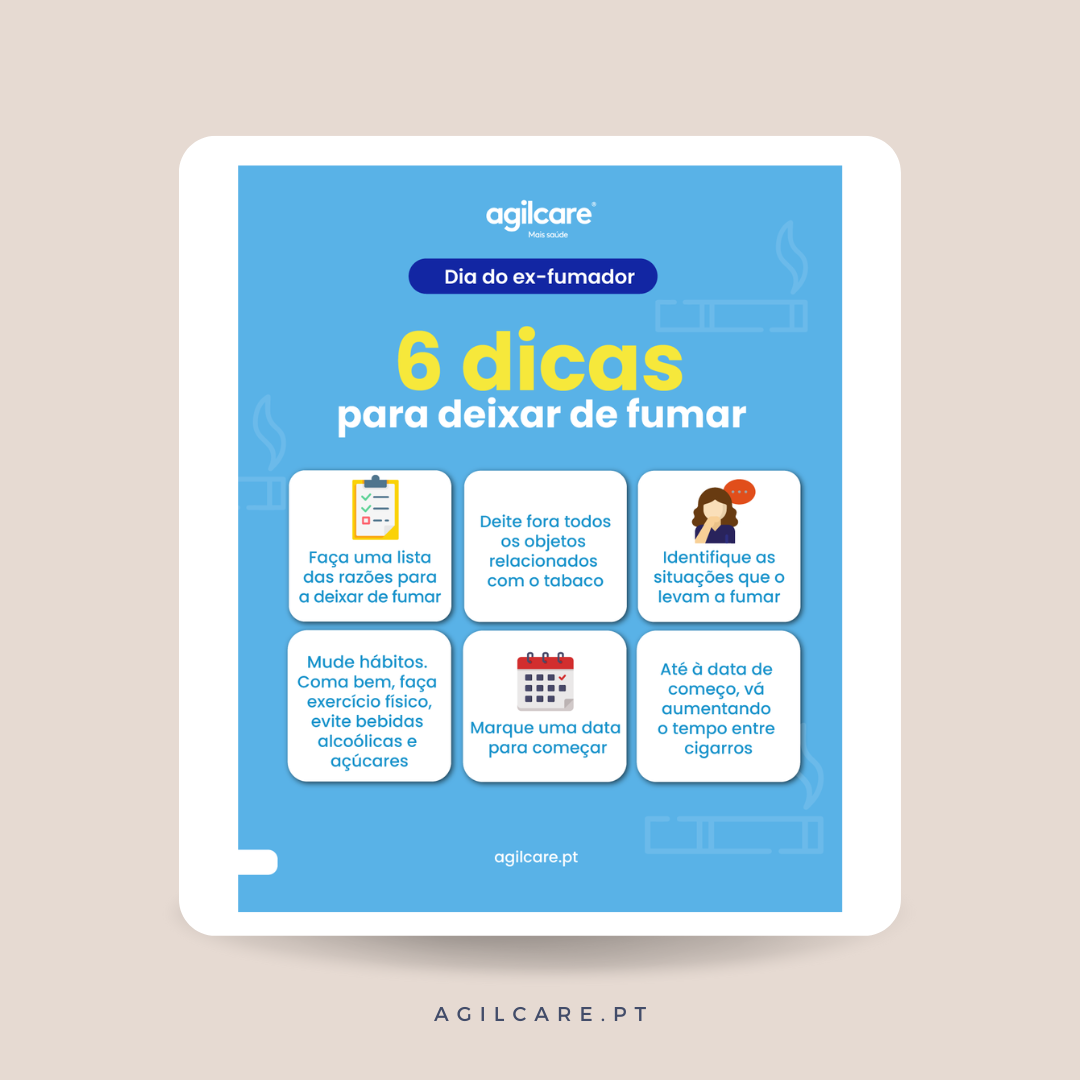 agilcare®
Mais saúde
Dia do ex-fumador
6 dicas
para deixar de fumar
Faça uma lista
das razões para
a deixar de fumar
Deite fora todos
os objetos
relacionados
com o tabaco
Identifique as
situações que o
levam a fumar
Mude hábitos.
Coma bem, faça
exercício físico,
evite bebidas
alcoólicas e
açúcares
Marque uma data
para começar
Até à data de
começo, vá
aumentando
o tempo entre
cigarros
agilcare.pt
AGILCARE.PT